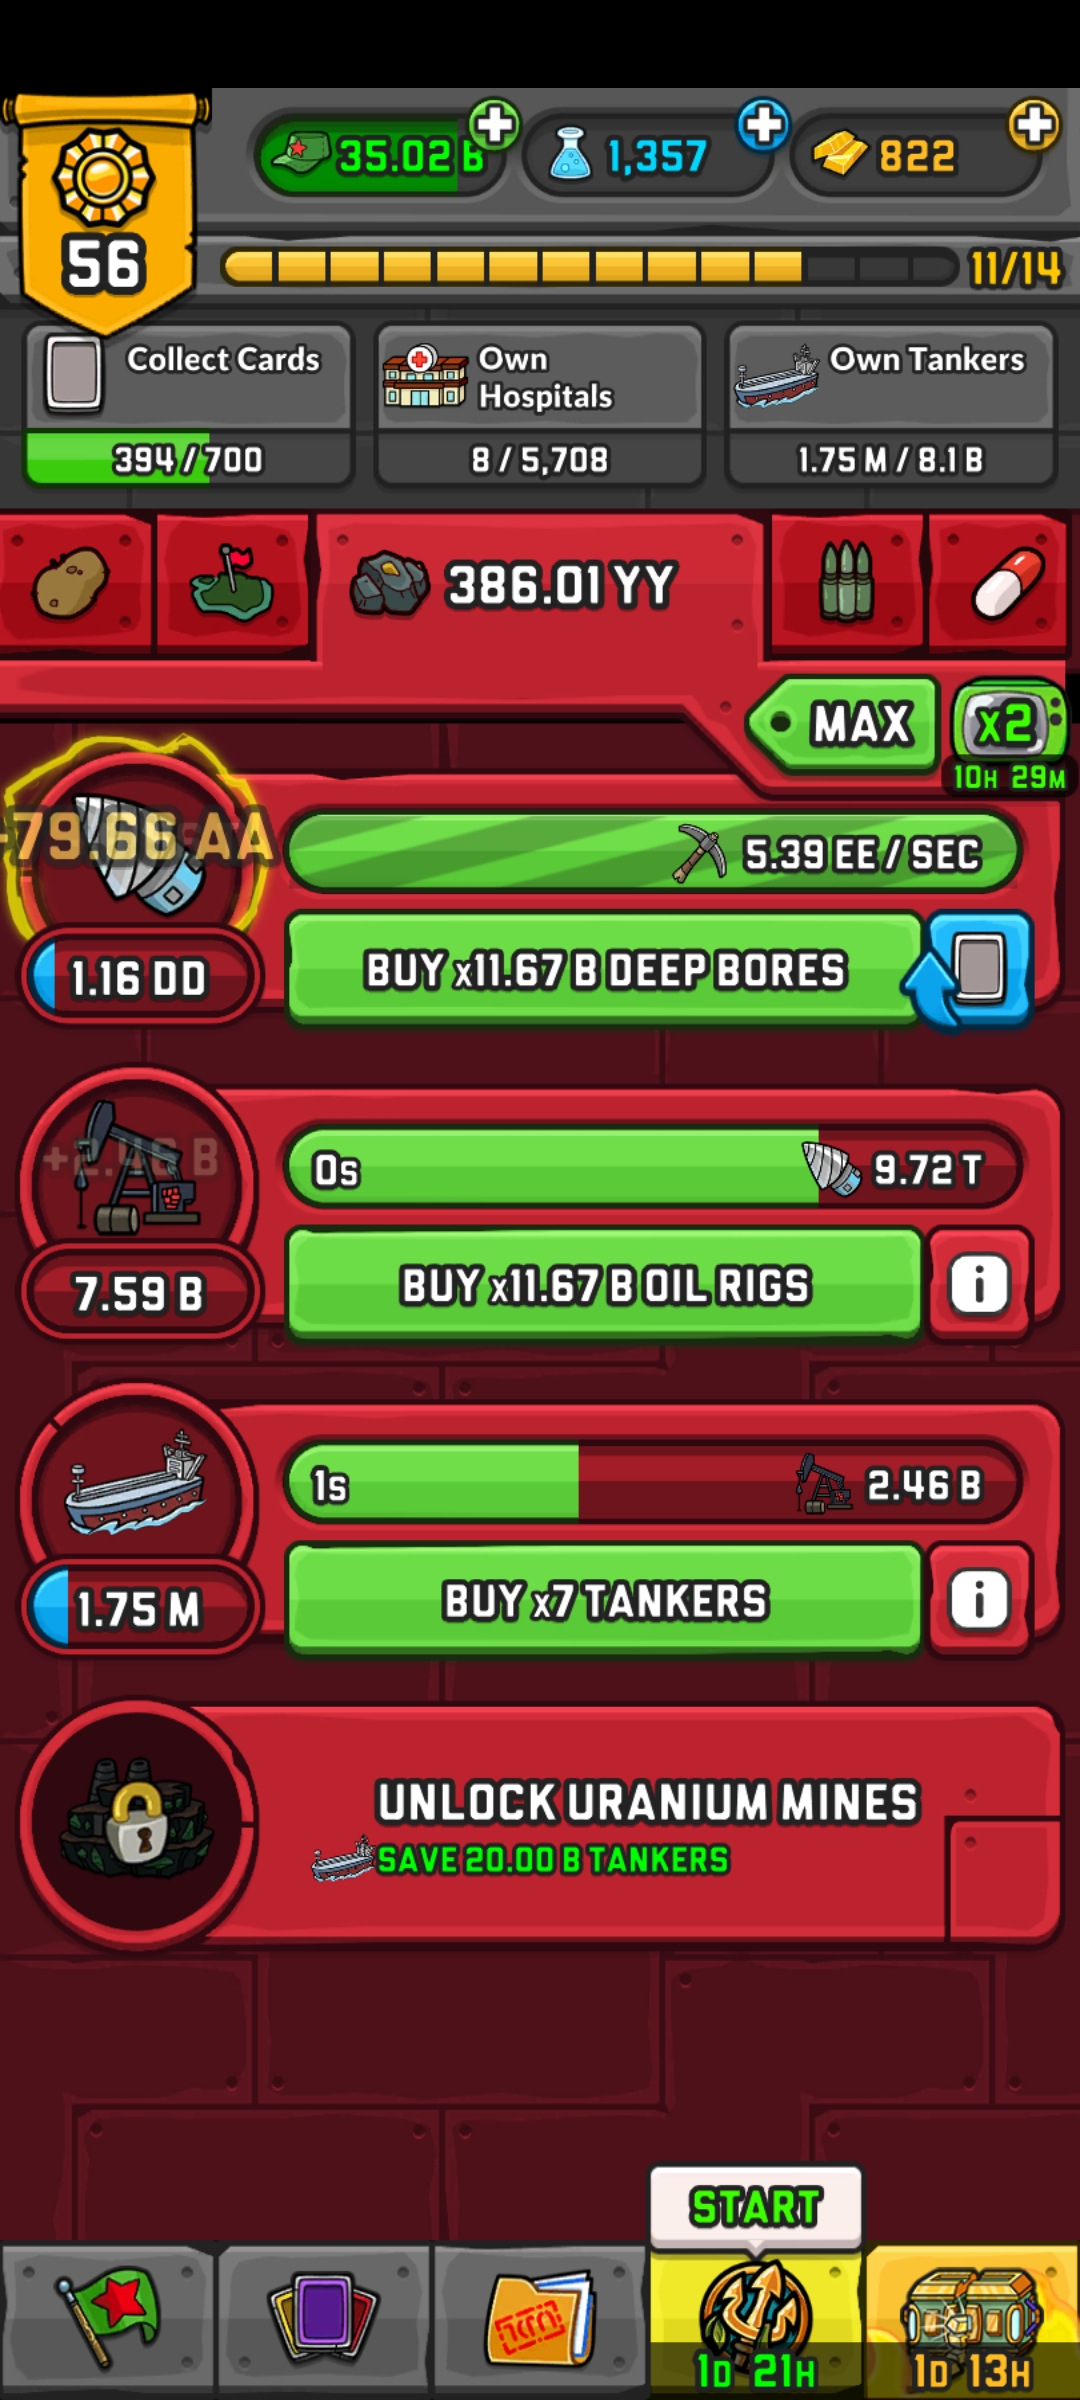 56
35.02 B
1,357
822
11/14
Collect Cards
394 / 700
Own
Hospitals
8 / 5,708
Own Tankers
1.75 M / 8.1 B
386.01 YY
MAX
x2
10H 29M
-79.66 AA
5.39 EE / SEC
1.16 DD
BUY x11.67 B DEEP BORES
+2.46 B
0s
9.72 T
7.59 B
BUY x11.67 B OIL RIGS
i
1s
2.46 B
1.75 M
BUY x7 TANKERS
i
UNLOCK URANIUM MINES
SAVE 20.00 B TANKERS
START
1D 21H
1D 13H